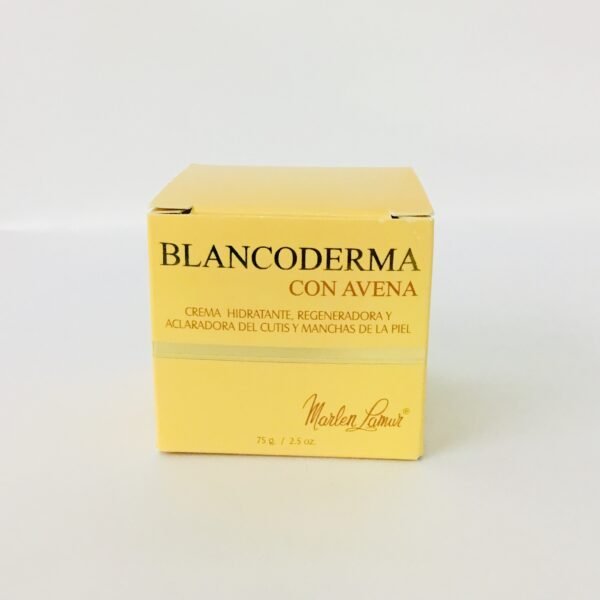 BLANCODERMA
CON AVENA
CREMA HIDRATANTE, REGENERADORA Y
ACLARADORA DEL CUTIS Y MANCHAS DE LA PIEL
Marlen Lamur®
75 g. / 2.5 oz.